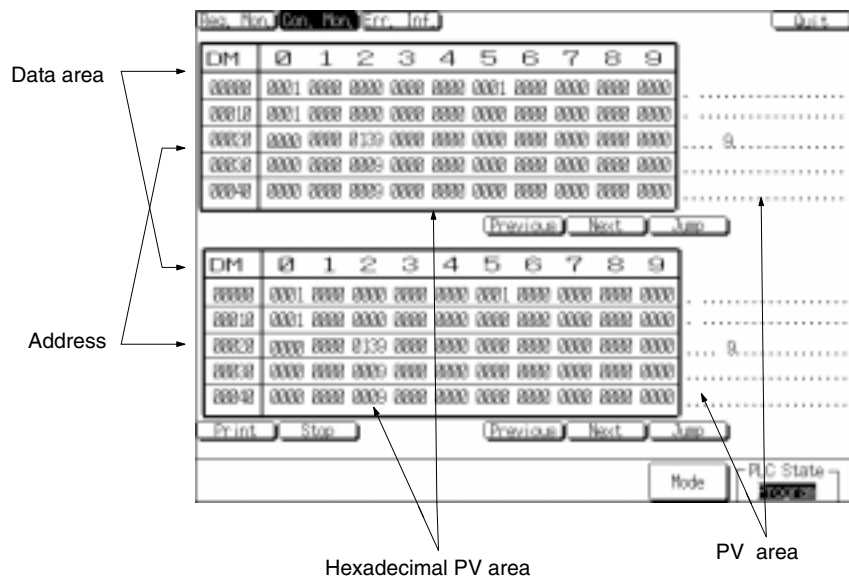 Reg. Mon. Con. Mon. Err. Inf. Quit
Data area
DM 0 1 2 3 4 5 6 7 8 9
00000 0001 0000 0000 0000 0000 0001 0000 0000 0000 0000
00010 0001 0000 0000 0000 0000 0000 0000 0000 0000 0000
00020 0000 0000 0139 0000 0000 0000 0000 0000 0000 0000 .... 9.
00030 0000 0000 0009 0000 0000 0000 0000 0000 0000 0000
00040 0000 0000 0009 0000 0000 0000 0000 0000 0000 0000
Previous Next Jump
DM 0 1 2 3 4 5 6 7 8 9
00000 0001 0000 0000 0000 0000 0001 0000 0000 0000 0000
00010 0001 0000 0000 0000 0000 0000 0000 0000 0000 0000
Address
00020 0000 0000 0139 0000 0000 0000 0000 0000 0000 0000 .... 9.
00030 0000 0000 0009 0000 0000 0000 0000 0000 0000 0000
00040 0000 0000 0009 0000 0000 0000 0000 0000 0000 0000
Print Stop Previous Next Jump
Mode
PLC State
Program
Hexadecimal PV area
PV area